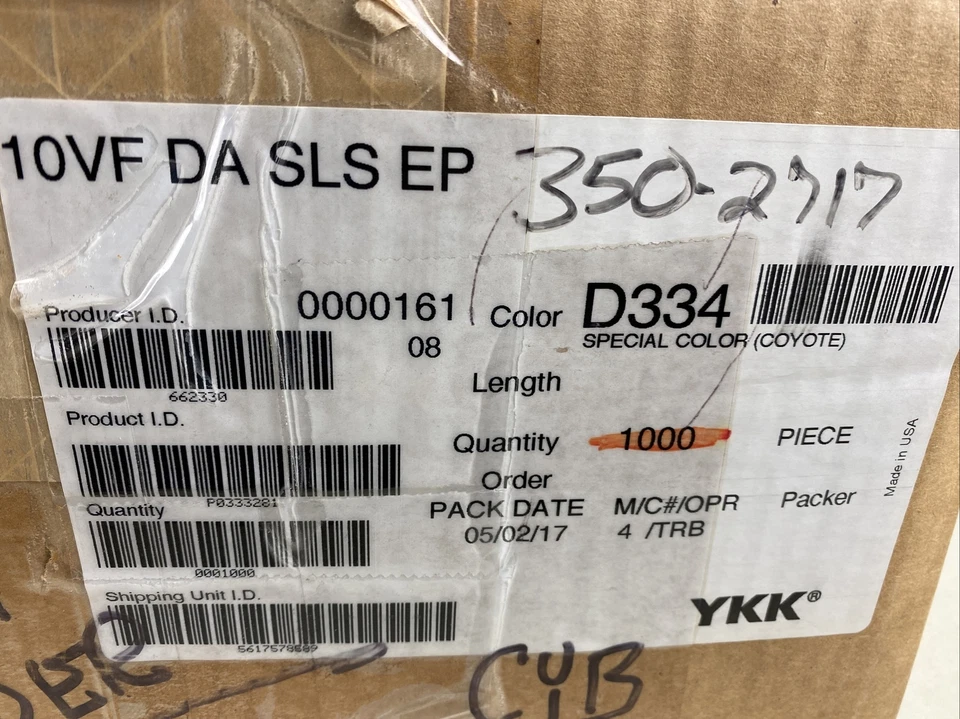 10VF DA SLS EP
350-2717
Producer I.D.
0000161
08
Color D334
SPECIAL COLOR (COYOTE)
662330
Length
Product I.D.
Quantity 1000 PIECE
Made in USA
P0333281
Order
Quantity
PACK DATE M/C#/OPR Packer
05/02/17 4 /TRB
0001000
Shipping Unit I.D.
YKK®